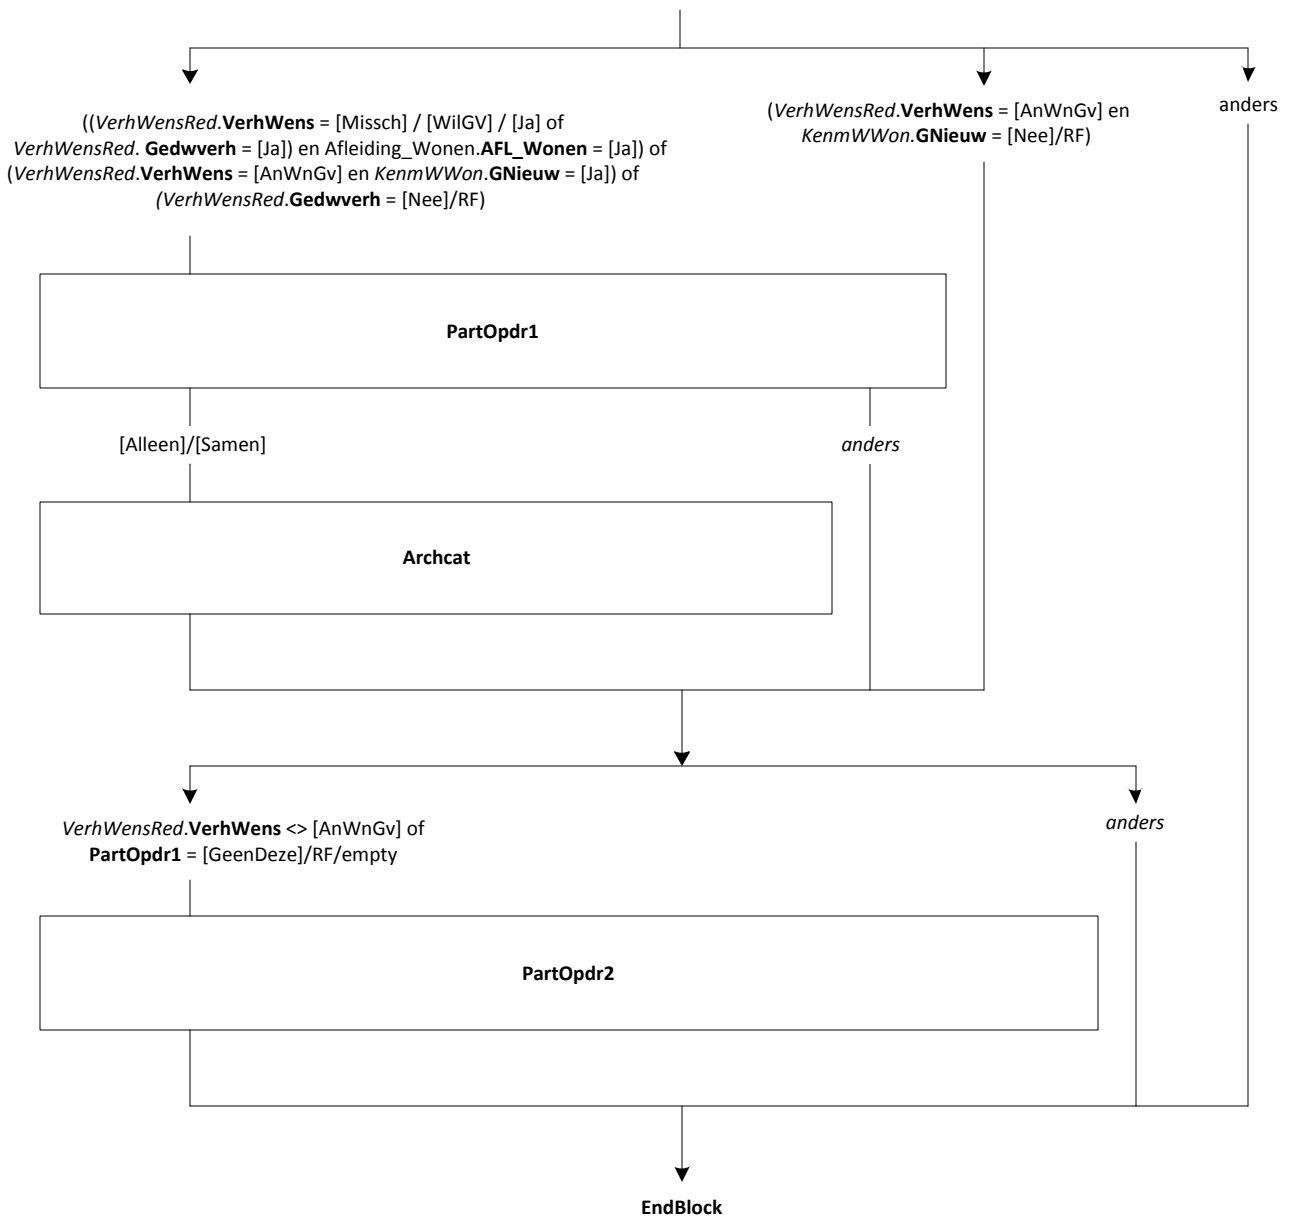 ((VerhWensRed.VerhWens = [Missch] / [WilGV] / [Ja] of
VerhWensRed. Gedwverh = [Ja]) en Afleiding_Wonen.AFL_Wonen = [Ja]) of
(VerhWensRed.VerhWens = [AnWnGv] en KenmWWon.GNieuw = [Ja]) of
(VerhWensRed.Gedwverh = [Nee]/RF)
(VerhWensRed.VerhWens = [AnWnGv] en
KenmWWon.GNieuw = [Nee]/RF)
anders
PartOpdr1
[Alleen]/[Samen]
anders
Archcat
VerhWensRed.VerhWens <> [AnWnGv] of
PartOpdr1 = [GeenDeze]/RF/empty
anders
PartOpdr2
EndBlock